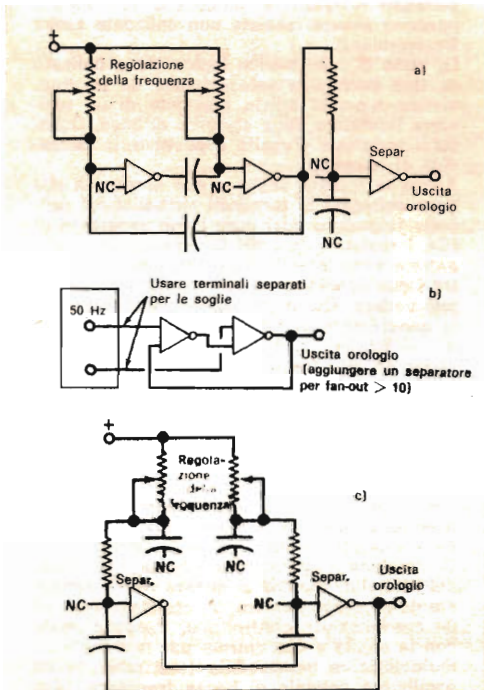 +
Regolazione
della frequenza
a)
NC
NC
NC
Separ
Uscita
orologio
NC
b)
Usare terminali separati
per le soglie
50 Hz
Uscita orologio
(aggiungere un separatore
per fan-out > 10)
+
Regola-
zione
della
frequenza
c)
NC
NC
Separ.
Separ.
Uscita
orologio
NC
NC